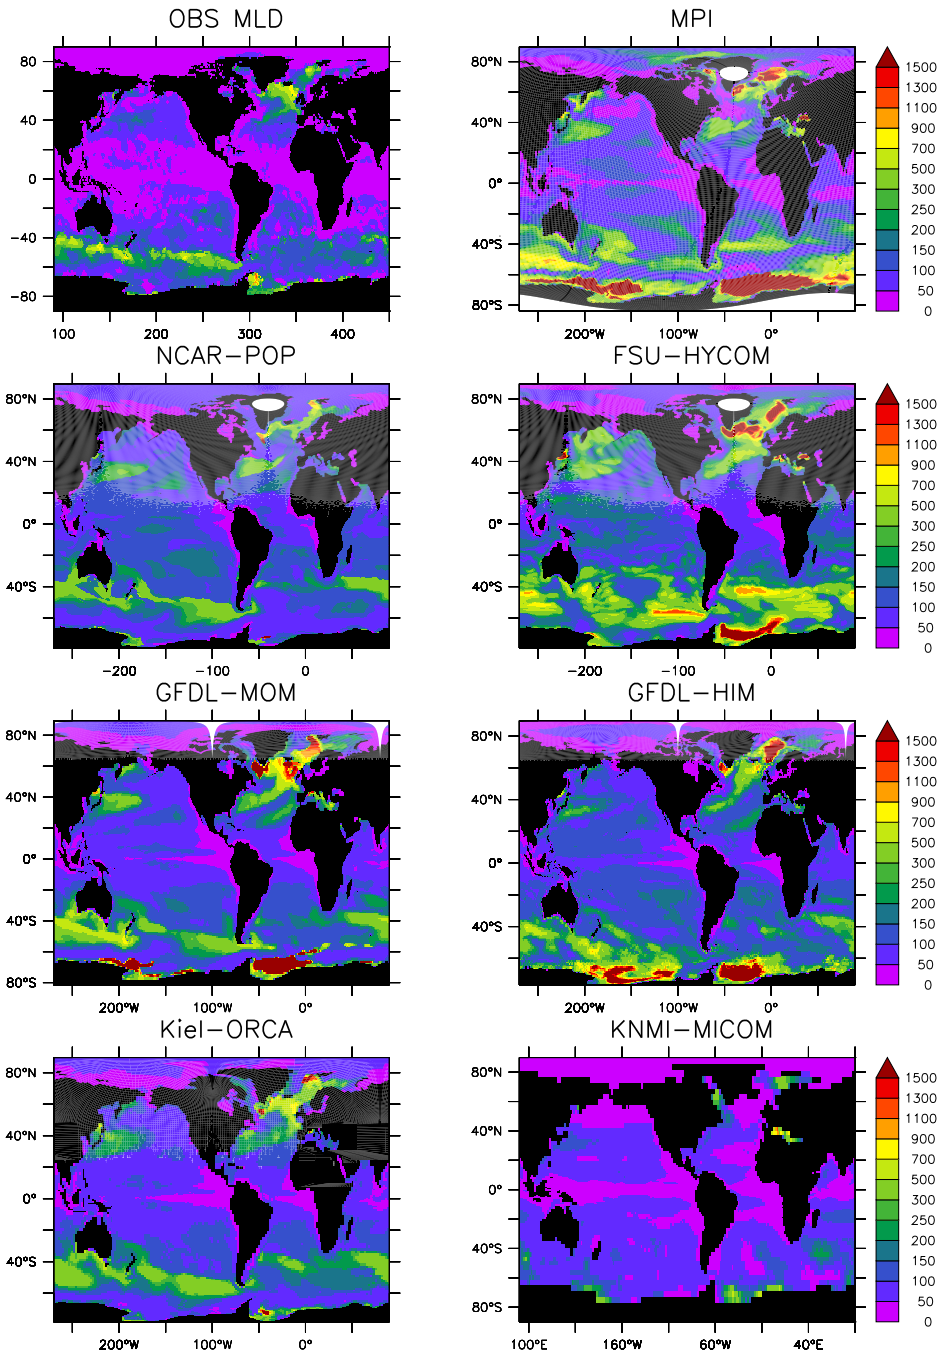 OBS MLD
MPI
80
40
0
−40
−80
100
200
300
400
80°N
40°N
0°
40°S
80°S
200°W
100°W
0°
1500
1300
1100
900
700
500
300
250
200
150
100
50
0
NCAR−POP
FSU−HYCOM
80°N
40°N
0°
40°S
−200
−100
0
80°N
40°N
0°
40°S
−200
−100
0
1500
1300
1100
900
700
500
300
250
200
150
100
50
0
GFDL−MOM
GFDL−HIM
80°N
40°N
0°
40°S
80°S
200°W
100°W
0°
80°N
40°N
0°
40°S
200°W
100°W
0°
1500
1300
1100
900
700
500
300
250
200
150
100
50
0
Kiel−ORCA
KNMI−MICOM
80°N
40°N
0°
40°S
200°W
100°W
0°
80°N
40°N
0°
40°S
80°S
100°E
160°W
60°W
40°E
1500
1300
1100
900
700
500
300
250
200
150
100
50
0